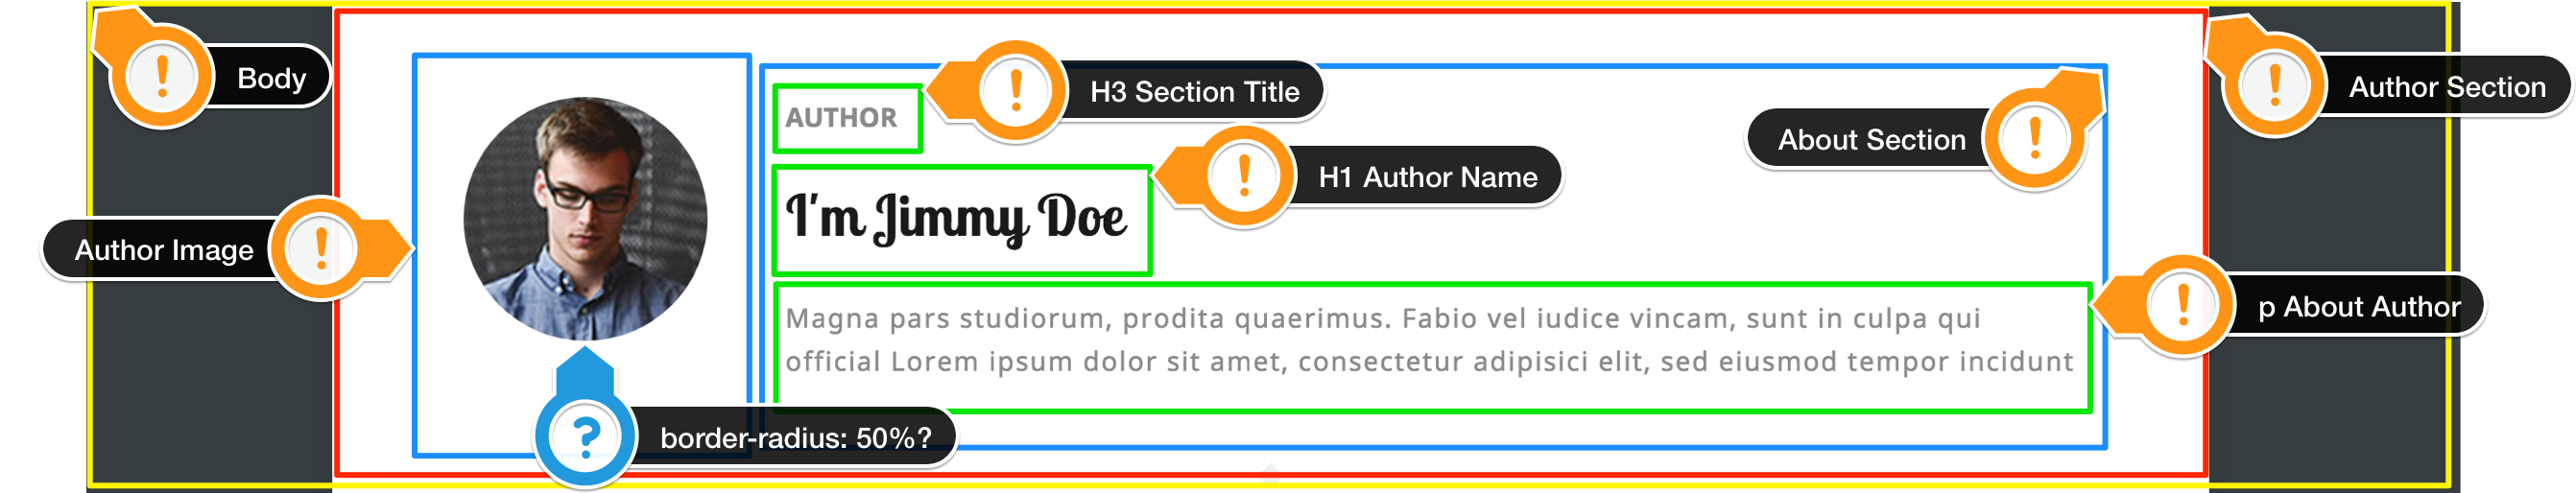 Body
Author Image
border-radius: 50%?
AUTHOR
H3 Section Title
I'm Jimmy Doe
H1 Author Name
Magna pars studiorum, prodita quaerimus. Fabio vel iudice vincam, sunt in culpa qui
official Lorem ipsum dolor sit amet, consectetur adipisici elit, sed eiusmod tempor incidunt
About Section
Author Section
p About Author